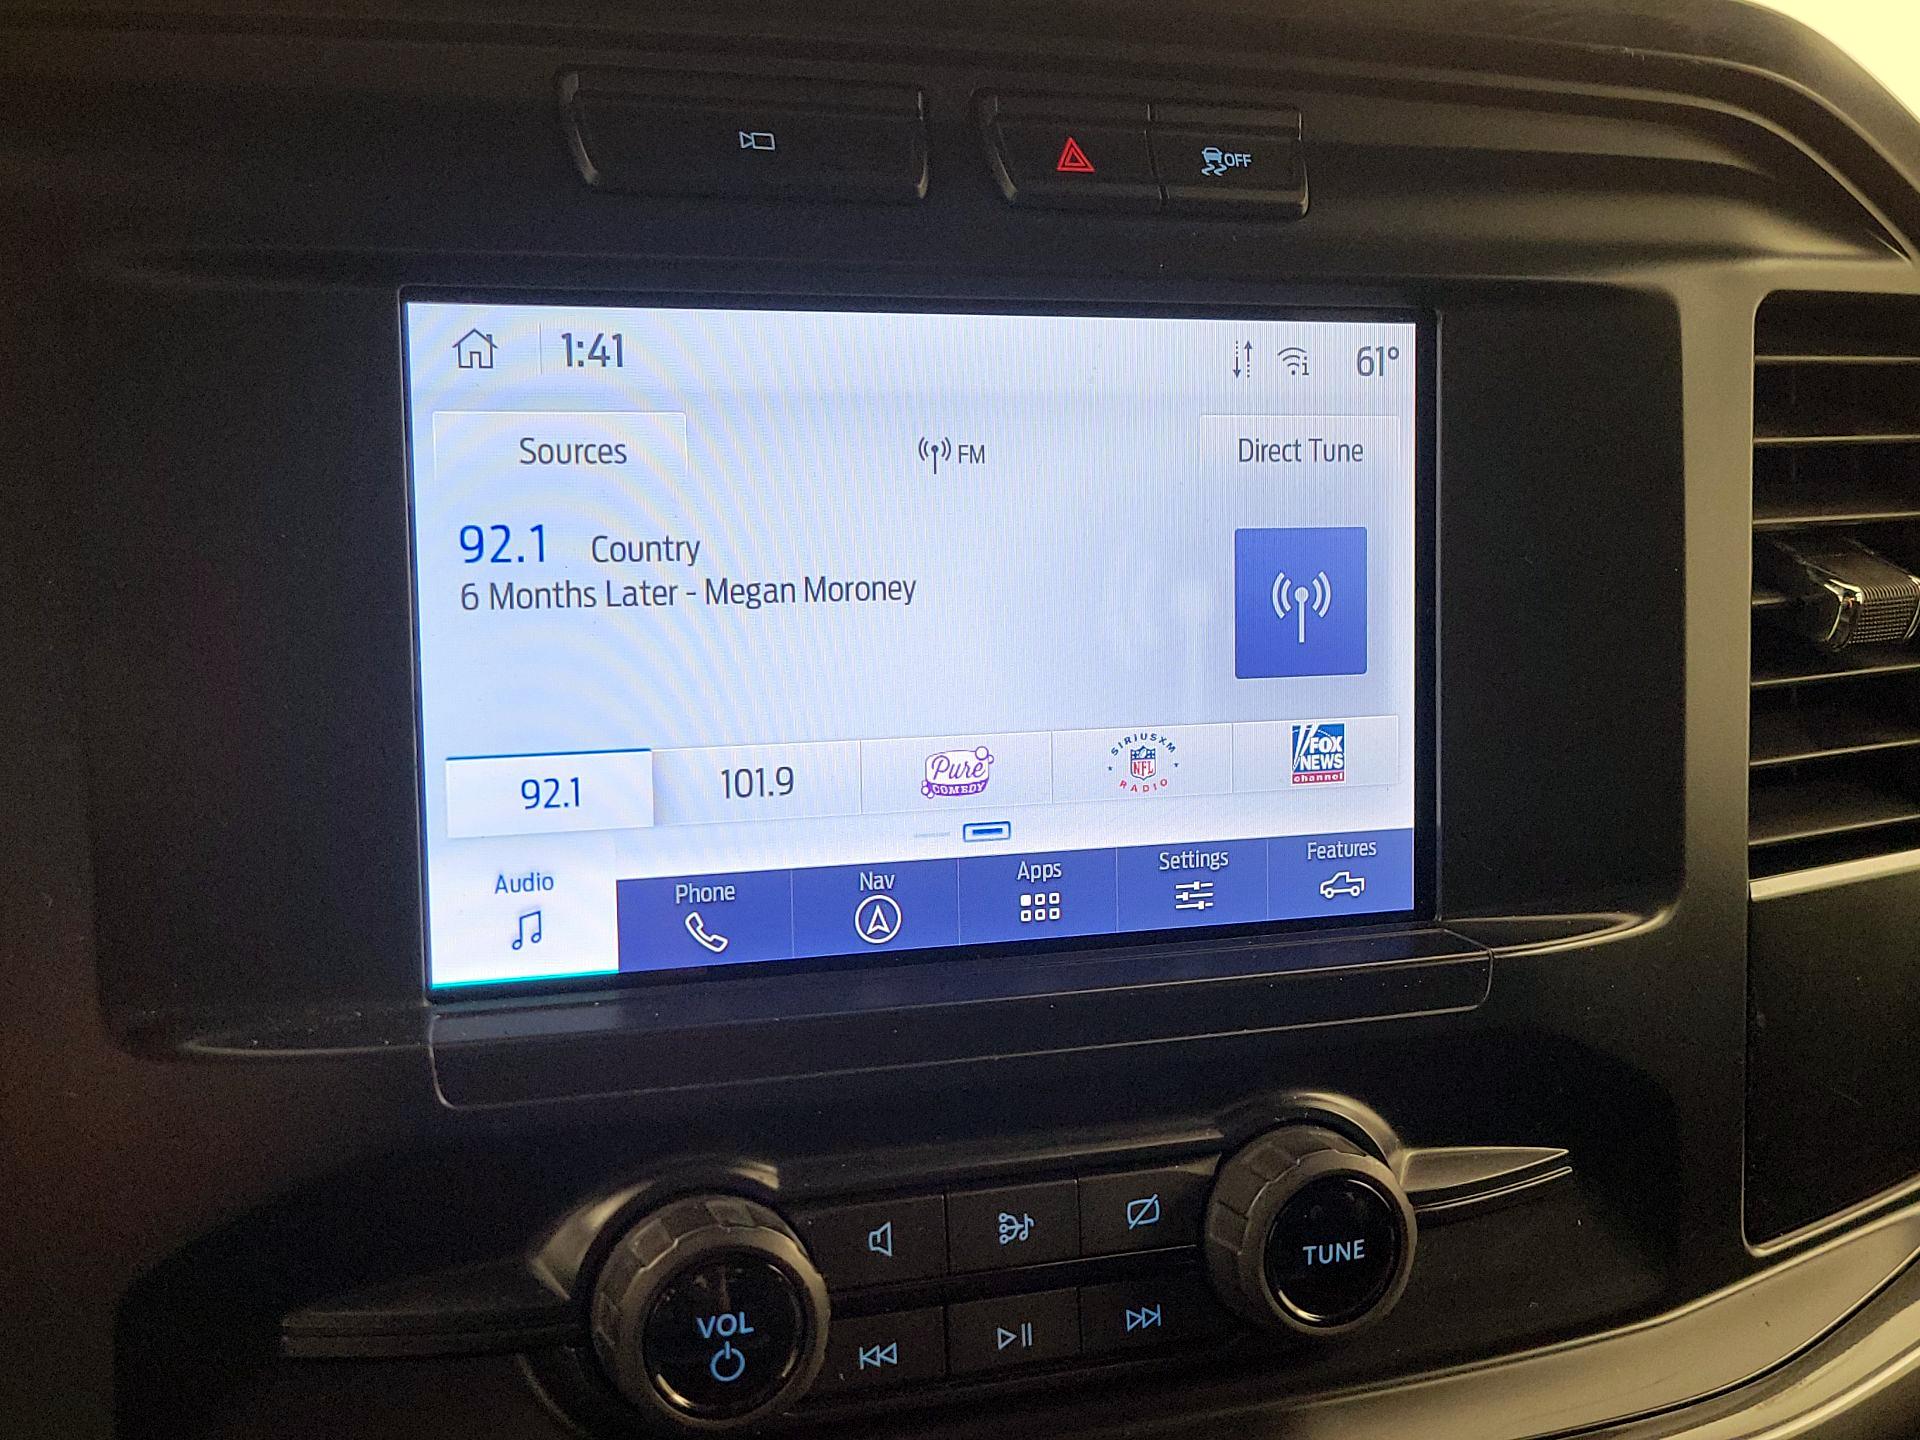 OFF
1:41
61°
Sources
FM
Direct Tune
92.1 Country
6 Months Later - Megan Moroney
92.1
101.9
Pure
COMEDY
SIRIUSXM
NFL
RADIO
FOX
NEWS
channel
Audio
Phone
Nav
Apps
Settings
Features
VOL
TUNE